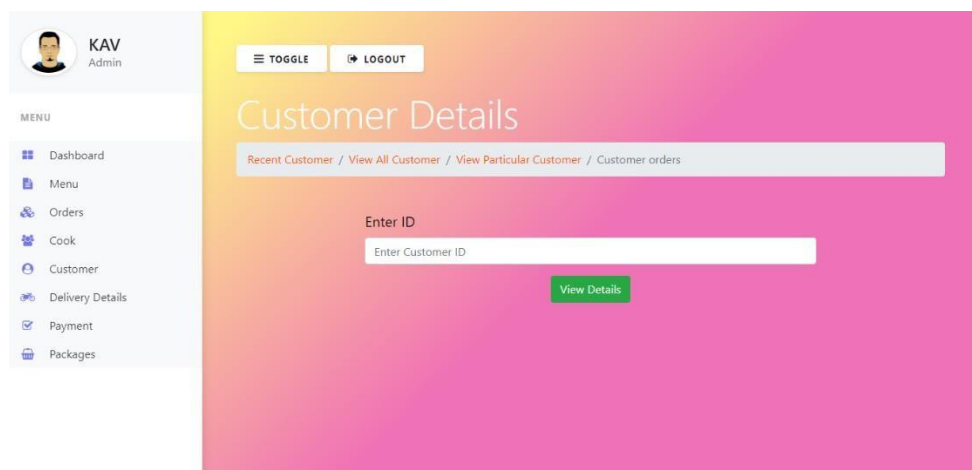 KAV
Admin
MENU
Dashboard
Menu
Orders
Cook
Customer
Delivery Details
Payment
Packages
TOGGLE
LOGOUT
Customer Details
Recent Customer / View All Customer / View Particular Customer / Customer orders
Enter ID
Enter Customer ID
View Details